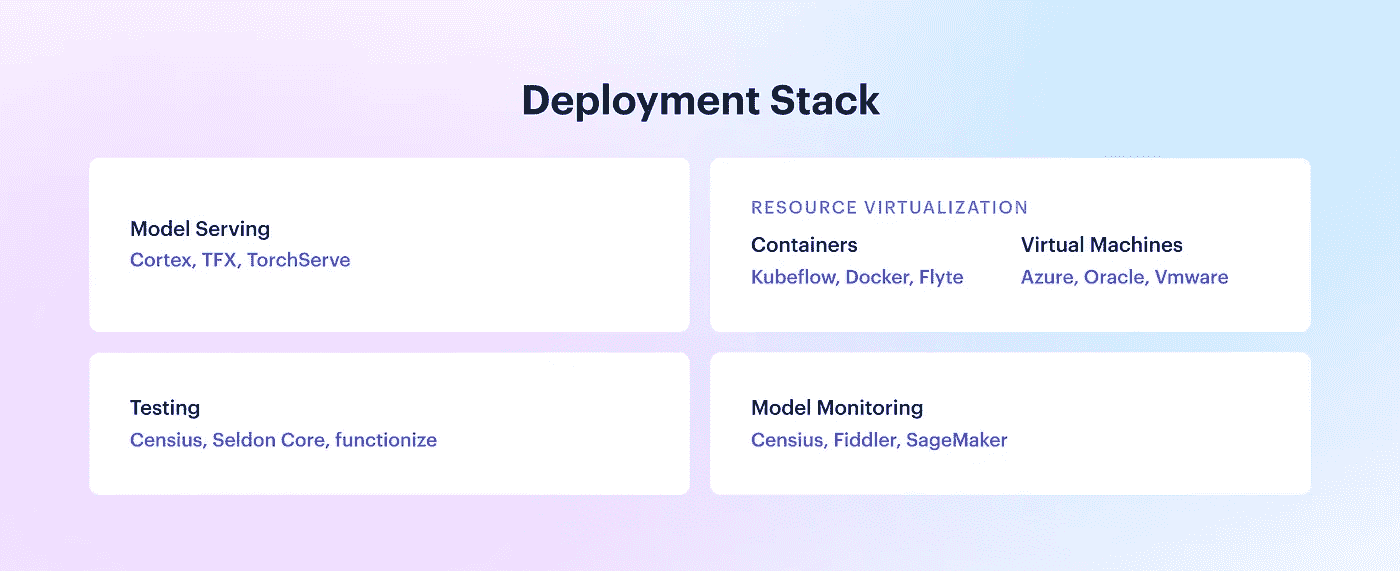 Deployment Stack
Model Serving
Cortex, TFX, TorchServe
RESOURCE VIRTUALIZATION
Containers
Kubeflow, Docker, Flyte
Virtual Machines
Azure, Oracle, Vmware
Testing
Censius, Seldon Core, functionize
Model Monitoring
Censius, Fiddler, SageMaker